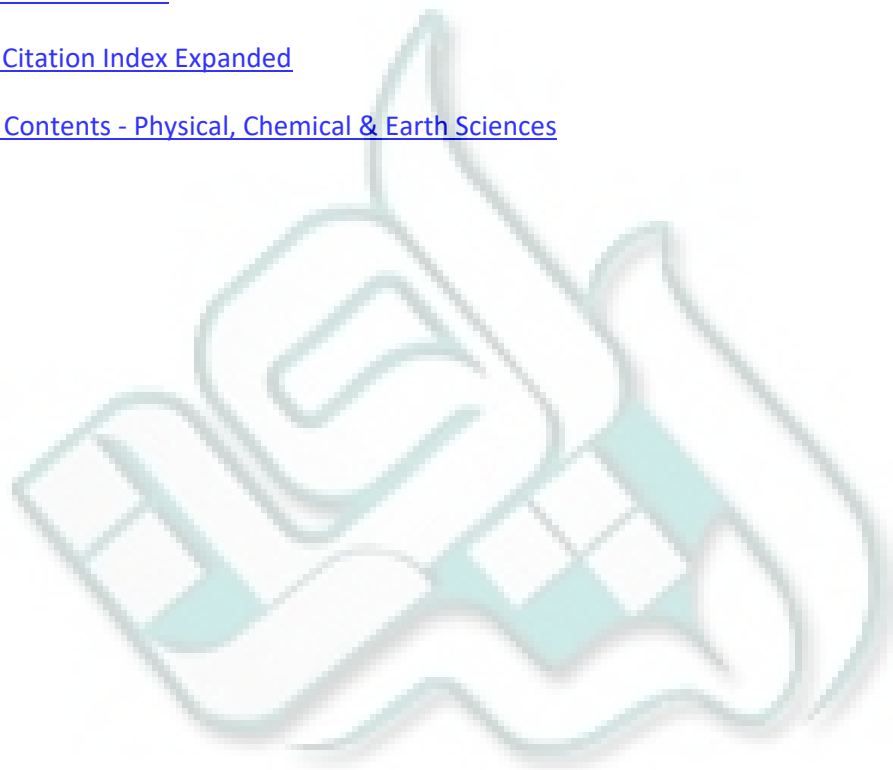 Citation Index Expanded
Contents - Physical, Chemical & Earth Sciences